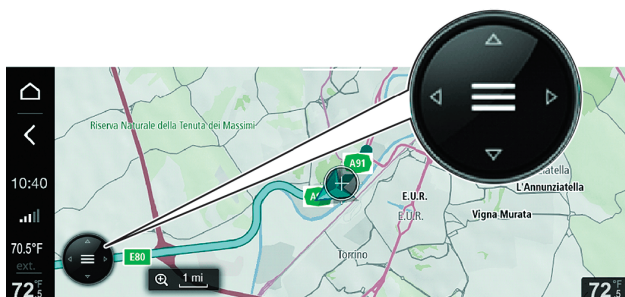 Riserva Naturale della Tenuta dei Massimi
A91
10:40
E.U.R.
E.U.R.
L'Annunziatella
Vigna Murata
70.5°F
ext.
E80
Torino
1 mi
72°F
.5
72°F
.5